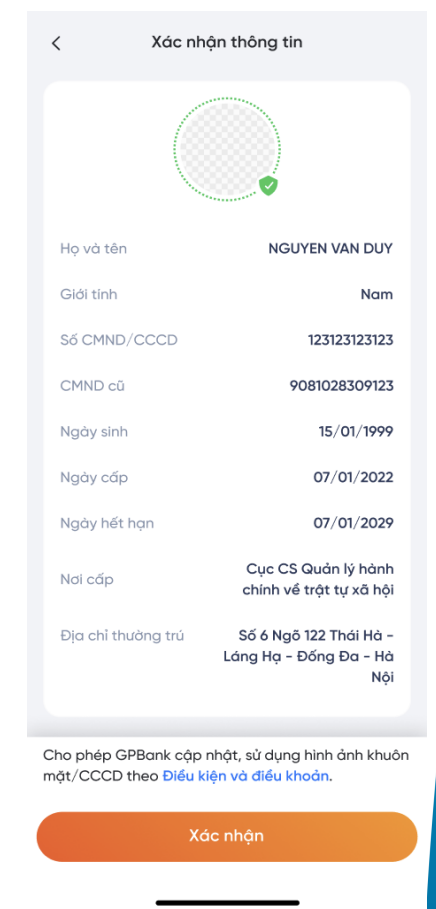 Xác nhận thông tin
Họ và tên NGUYEN VAN DUY
Giới tính Nam
Số CMND/CCCD 123123123123
CMND cũ 9081028309123
Ngày sinh 15/01/1999
Ngày cấp 07/01/2022
Ngày hết hạn 07/01/2029
Nơi cấp Cục CS Quản lý hành
chính về trật tự xã hội
Địa chỉ thường trú Số 6 Ngõ 122 Thái Hà -
Láng Hạ - Đống Đa - Hà
Nội
Cho phép GPBank cập nhật, sử dụng hình ảnh khuôn
mặt/CCCD theo Điều kiện và điều khoản.
Xác nhận